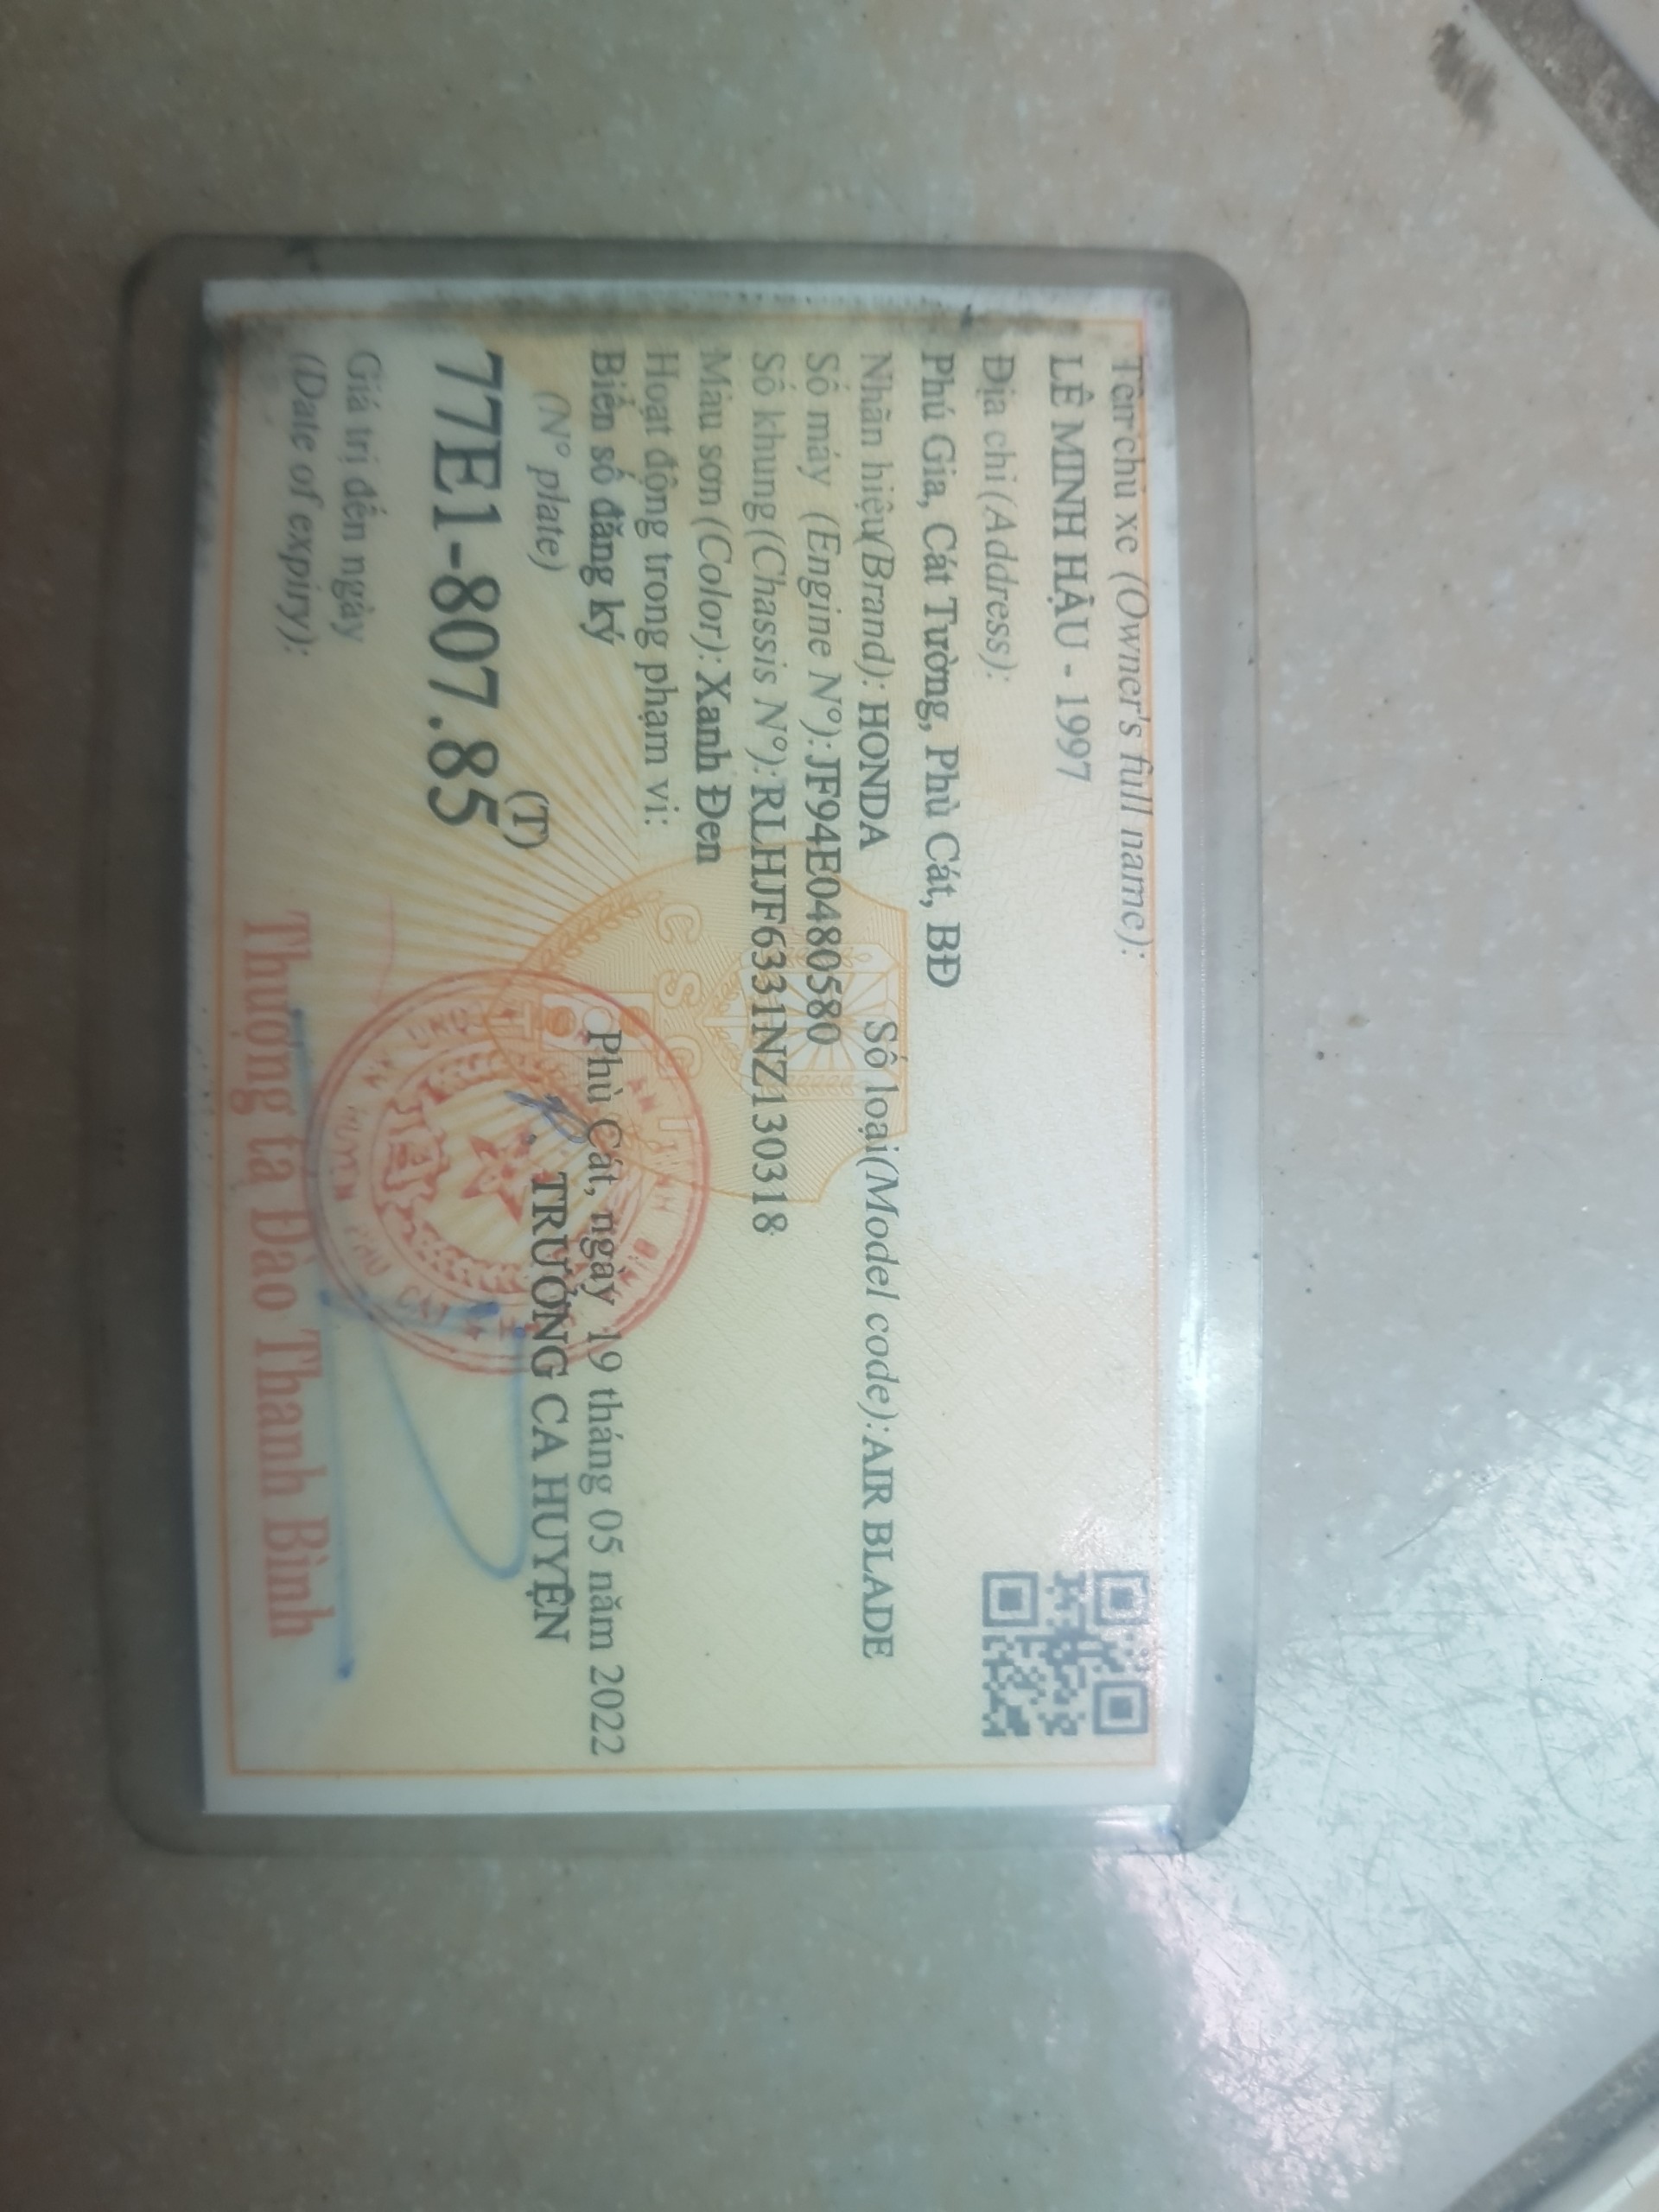 Tên chủ xe (Owner's full name):
LÊ MINH HẬU - 1997
Địa chỉ (Address):
Phú Gia, Cát Tường, Phù Cát, BĐ
Nhãn hiệu(Brand): HONDA Số loại(Model code):AIR BLADE
Số máy (Engine N°):JF94E0480580
Số khung(Chassis N°):RLHJF6331NZ130318
Màu sơn(Color): Xanh Đen
Hoạt động trong phạm vi:
Biển số đăng ký
(N° plate)
Phù Cát, ngày 19 tháng 05 năm 2022
TRƯỞNG CA HUYỆN
(T)
77E1-807.85
CSGT
HUYỆN PHÙ CÁT
Giá trị đến ngày
(Date of expiry):
Thượng tá Đào Thanh Bình